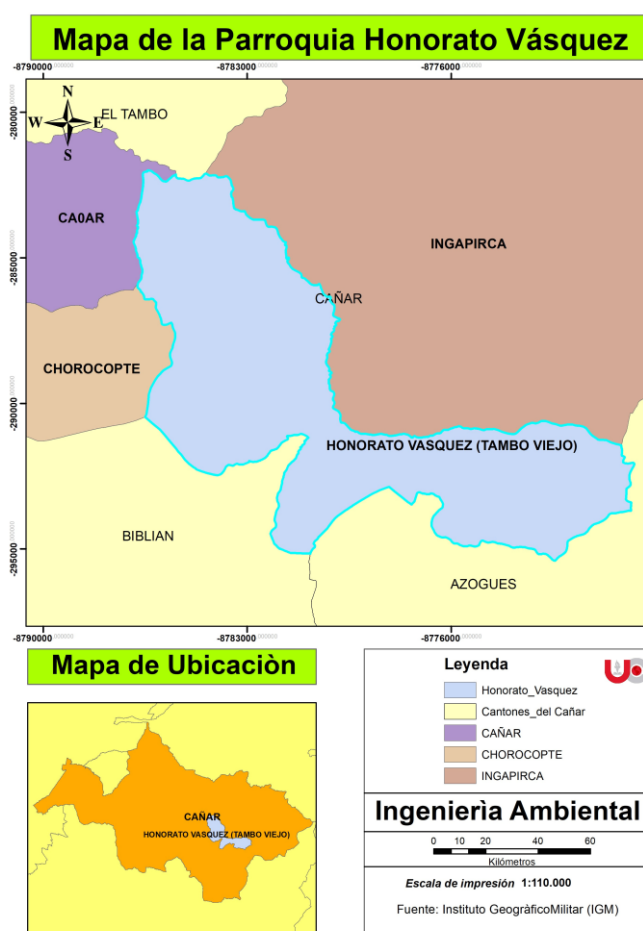 Mapa de la Parroquia Honorato Vásquez
-8790000
-8783000
-8776000
-280000
-285000
-290000
-295000
N
W
E
S
EL TAMBO
CA0AR
INGAPIRCA
CAÑAR
CHOROCOPTE
HONORATO VASQUEZ (TAMBO VIEJO)
BIBLIAN
AZOGUES
-8790000
-8783000
-8776000
Mapa de Ubicaciòn
CAÑAR
HONORATO VASQUEZ (TAMBO VIEJO)
Leyenda
Honorato_Vasquez
Cantones_del Cañar
CAÑAR
CHOROCOPTE
INGAPIRCA
Ingenierìa Ambiental
0 10 20 40 60
Kilómetros
Escala de impresión 1:110.000
Fuente: Instituto GeogràficoMilitar (IGM)